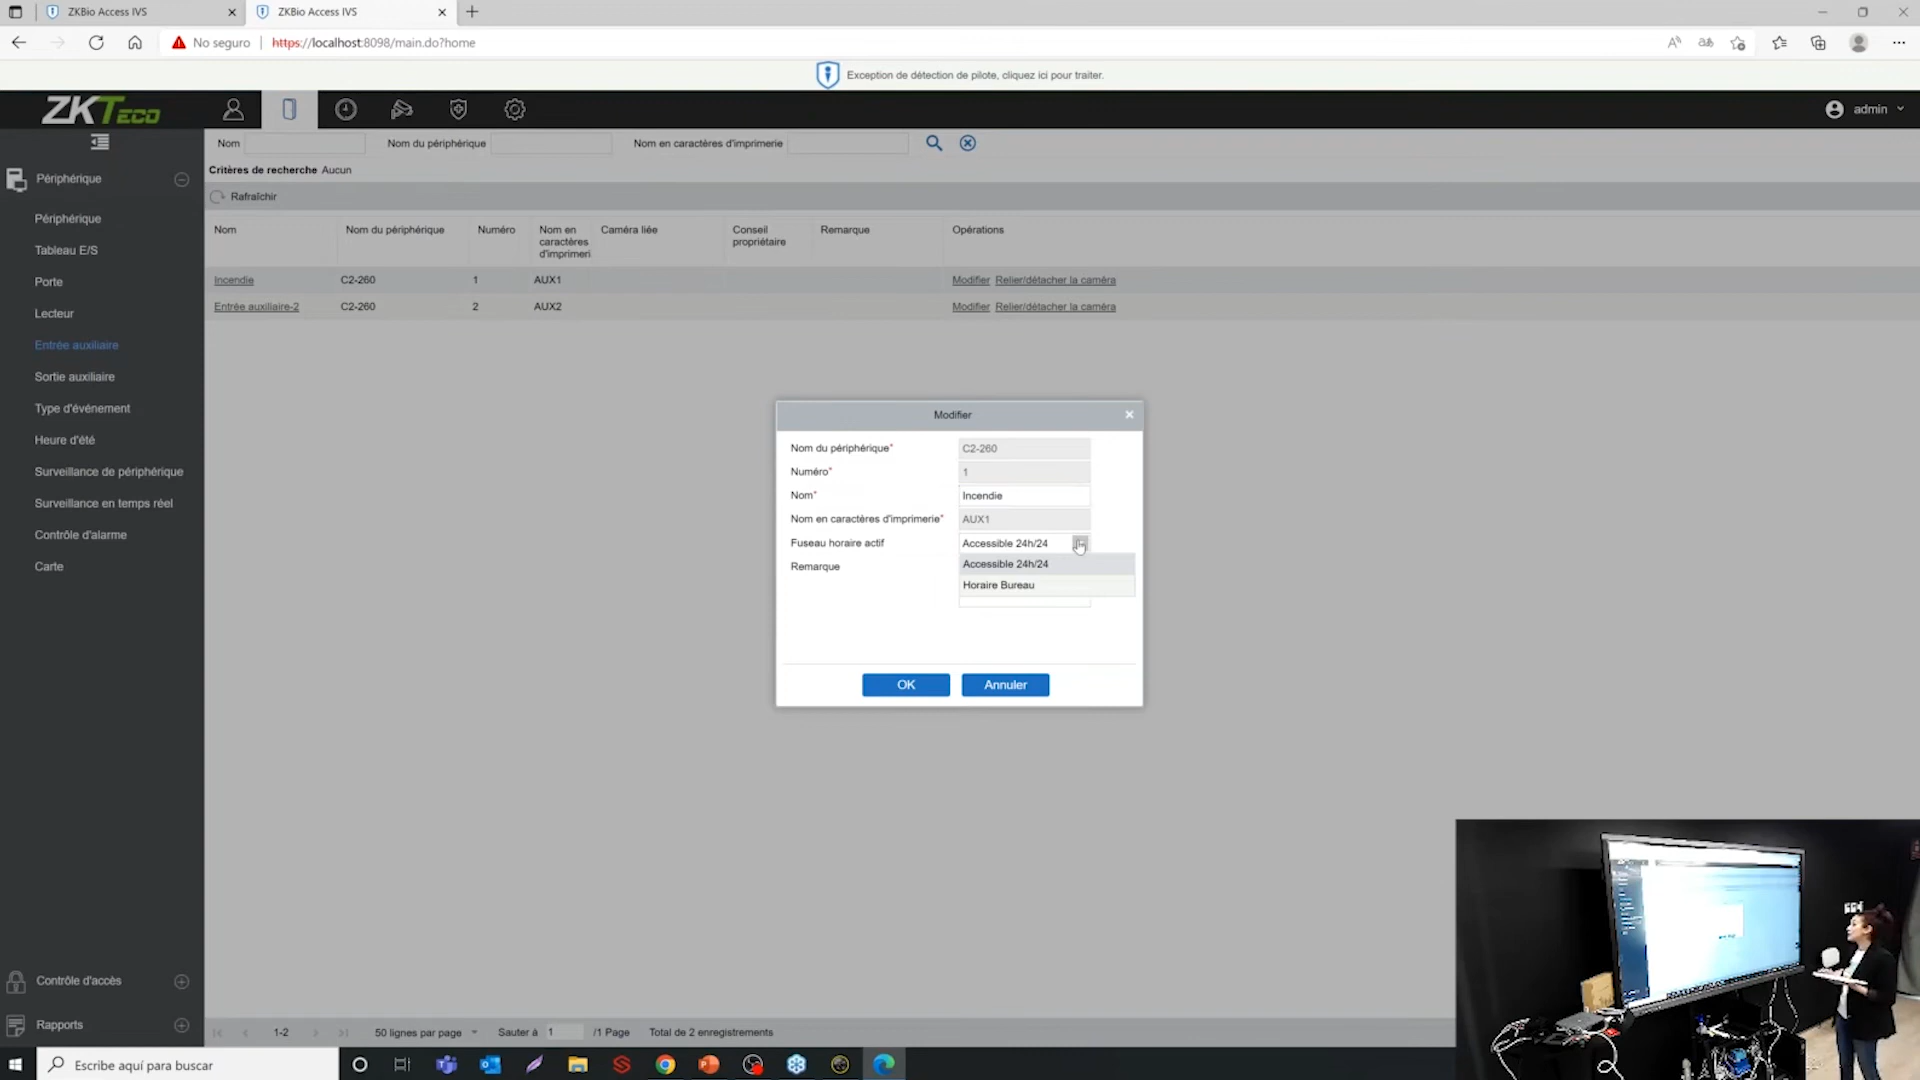 ZKBio Access IVS
ZKBio Access IVS
No seguro
https://localhost:8098/main.do?home
Exception de détection de pilote, cliquez ici pour traiter.
ZKTECO
admin
Nom
Nom du périphérique
Nom en caractères d'imprimerie
Critères de recherche Aucun
Rafraîchir
Périphérique
Périphérique
Tableau E/S
Porte
Lecteur
Entrée auxiliaire
Sortie auxiliaire
Type d'événement
Heure d'été
Surveillance de périphérique
Surveillance en temps réel
Contrôle d'alarme
Carte
Contrôle d'accès
Rapports
Nom
Nom du périphérique
Numéro
Nom en
caractères
d'imprimeri
Caméra liée
Conseil
propriétaire
Remarque
Opérations
Incendie C2-260 1 AUX1 Modifier Relier/détacher la caméra
Entrée auxiliaire-2 C2-260 2 AUX2 Modifier Relier/détacher la caméra
Modifier
Nom du périphérique* C2-260
Numéro* 1
Nom* Incendie
Nom en caractères d'imprimerie* AUX1
Fuseau horaire actif Accessible 24h/24
Accessible 24h/24
Remarque
Horaire Bureau
OK Annuler
1-2 50 lignes par page Sauter à 1 /1 Page Total de 2 enregistrements
Escribe aquí para buscar